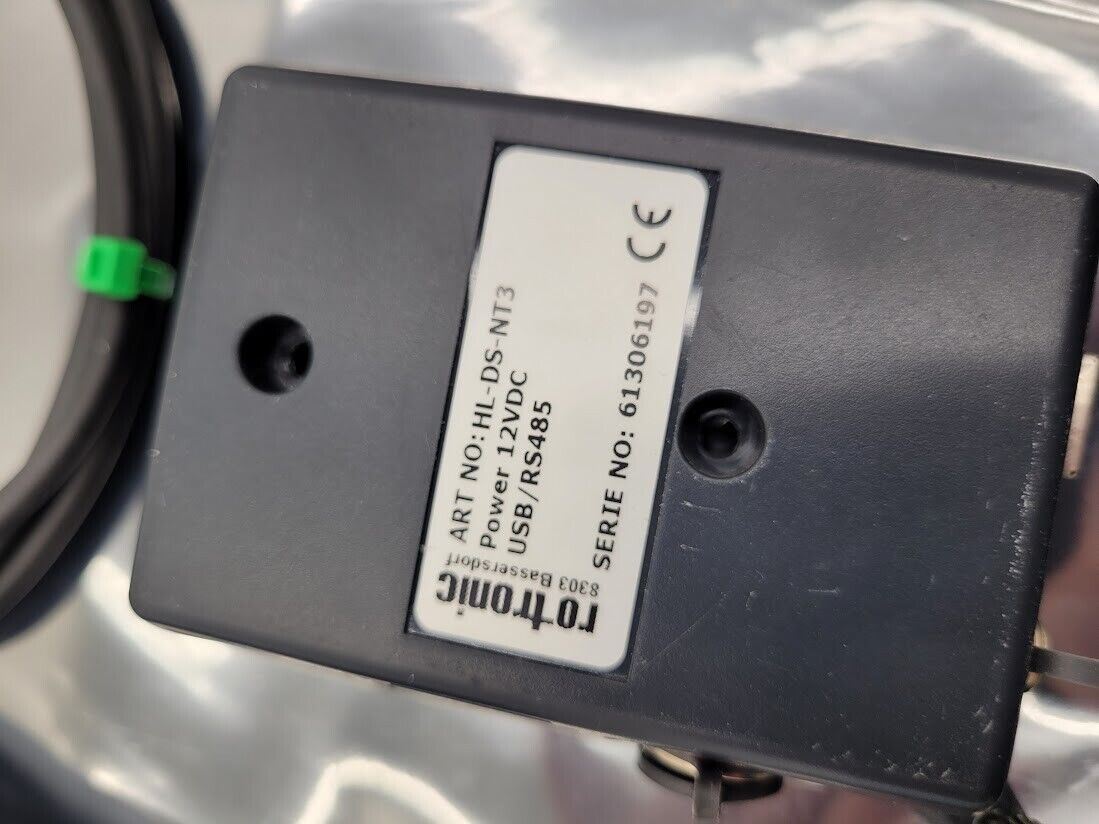 rotronic
8303 Bassersdorf
ART NO: HL-DS-NT3
Power 12VDC
USB/RS485
SERIE NO: 61306197 CE